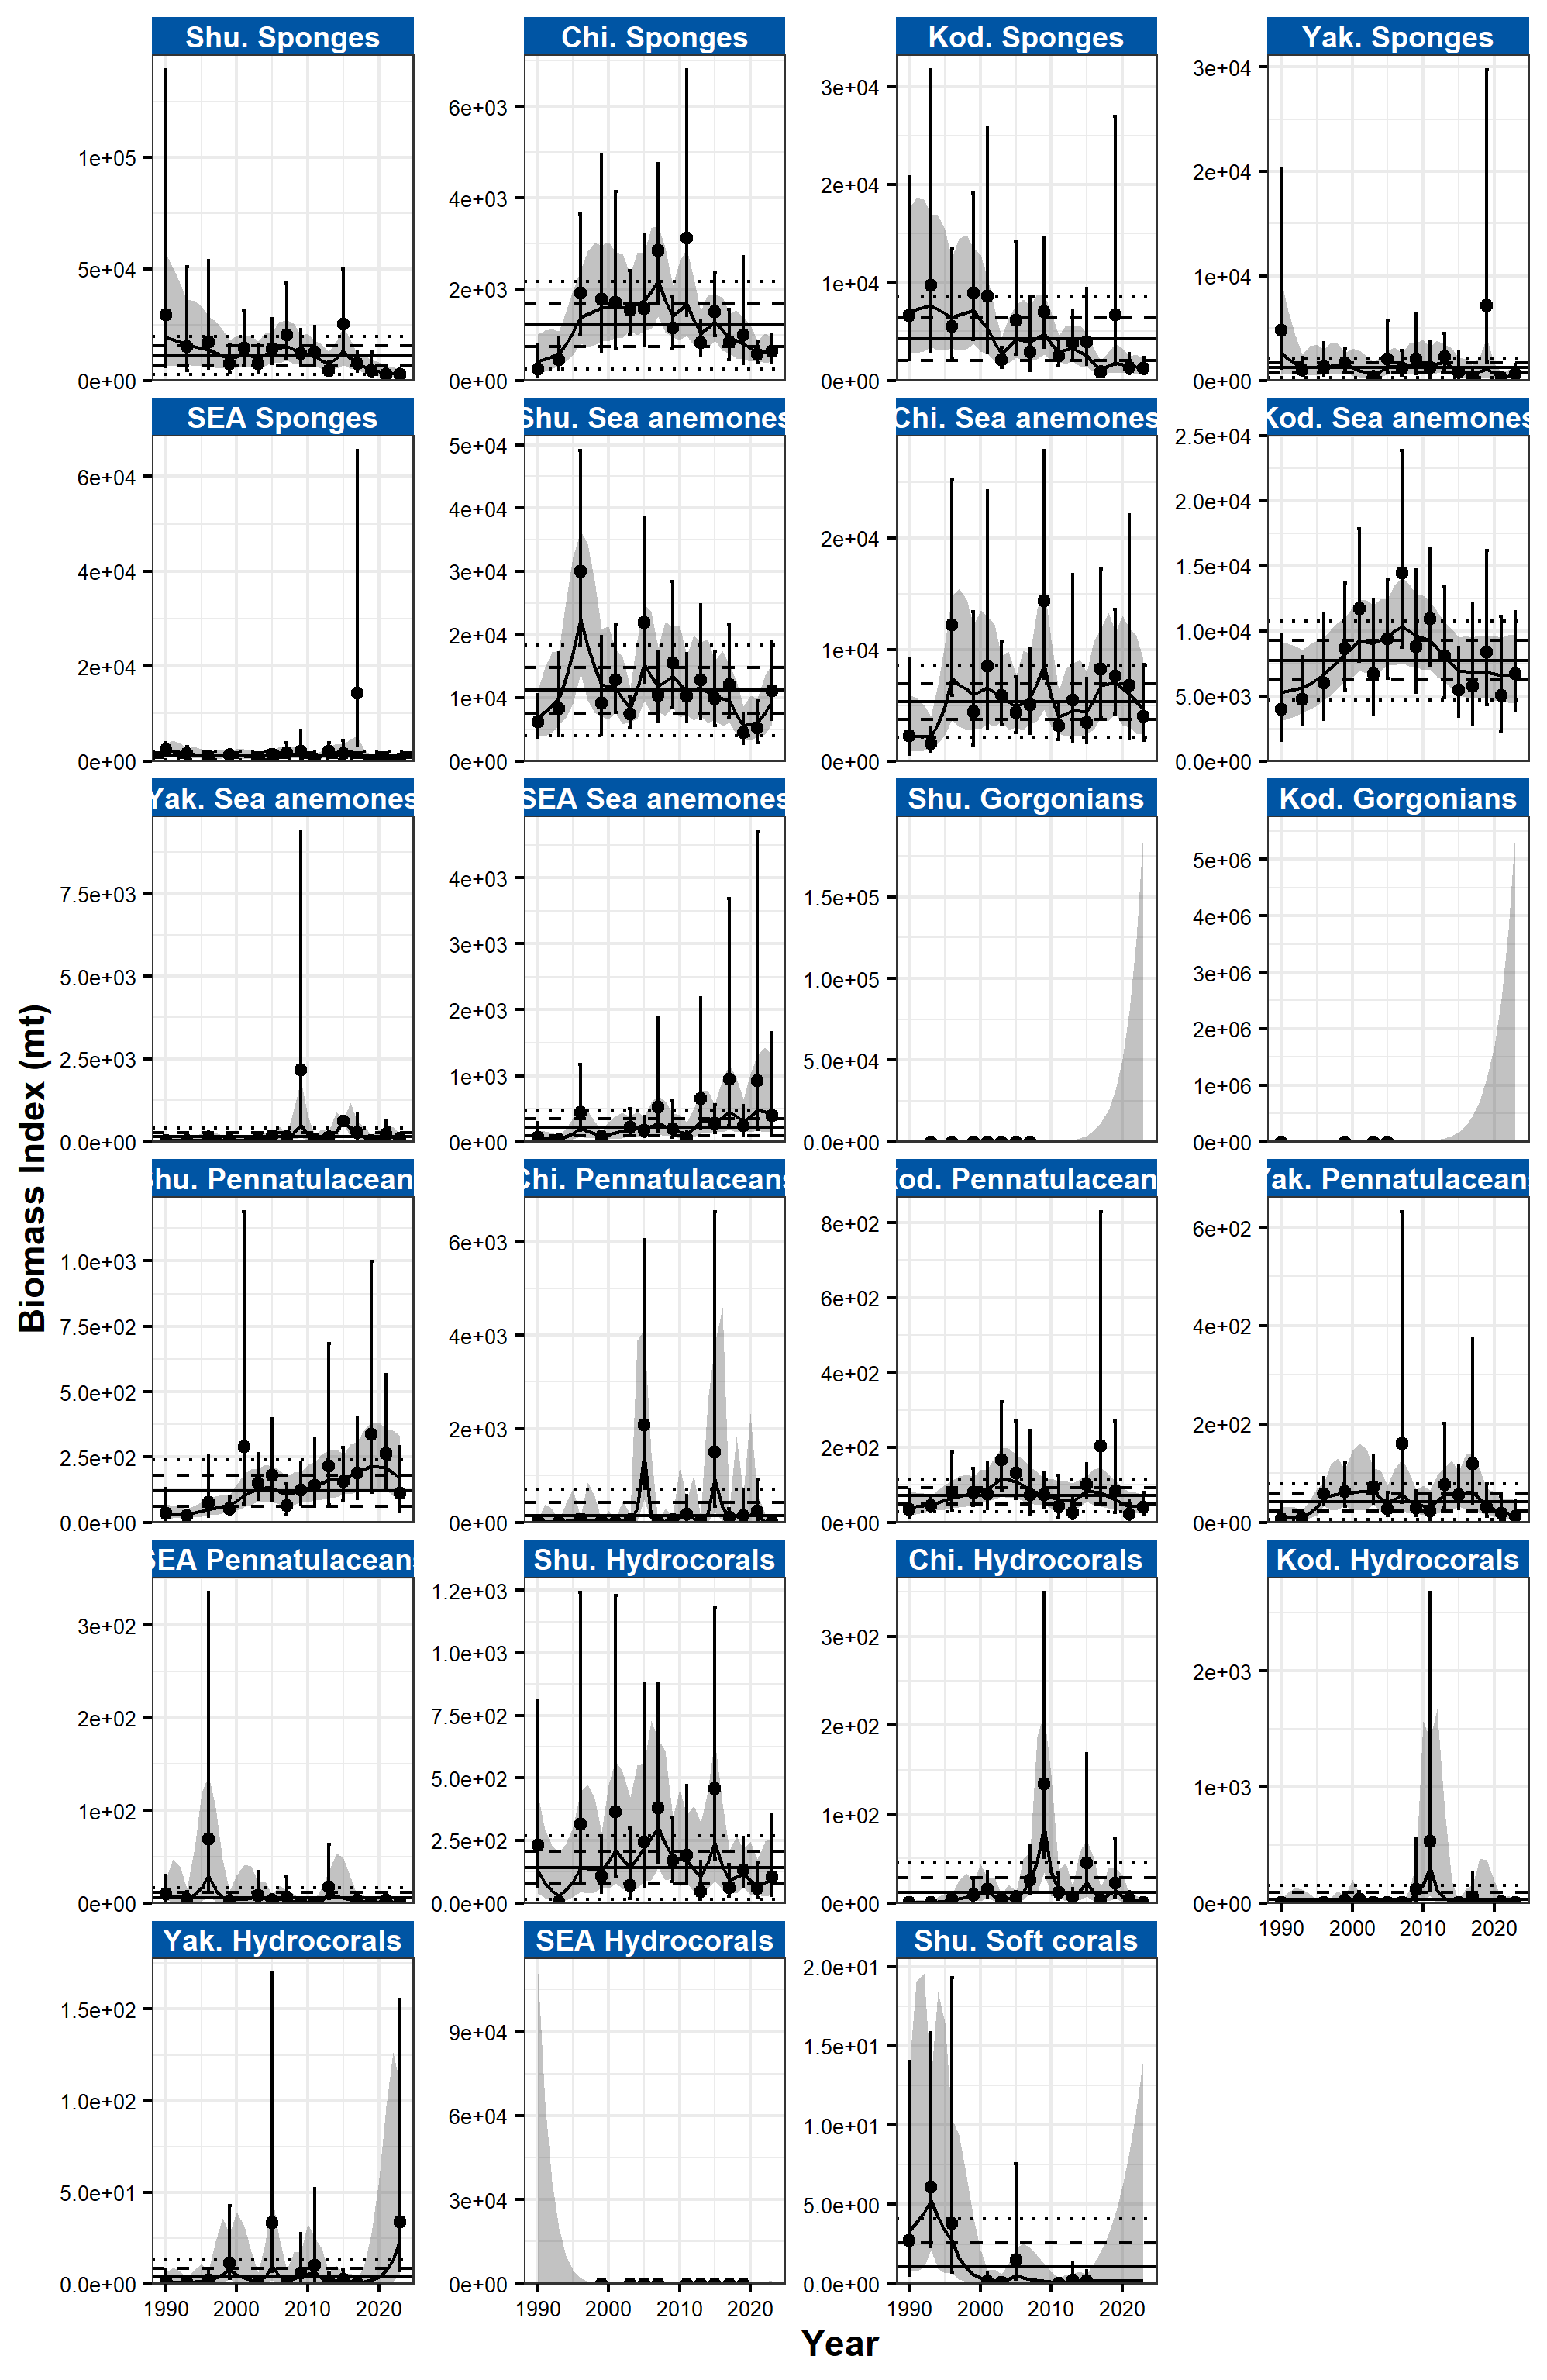 Shu. Sponges
Chi. Sponges
Kod. Sponges
Yak. Sponges
1e+05
5e+04
0e+00
6e+03
4e+03
2e+03
0e+00
3e+04
2e+04
1e+04
0e+00
3e+04
2e+04
1e+04
0e+00
SEA Sponges
Shu. Sea anemones
Chi. Sea anemones
Kod. Sea anemones
6e+04
4e+04
2e+04
0e+00
5e+04
4e+04
3e+04
2e+04
1e+04
0e+00
2e+04
1e+04
0e+00
2.5e+04
2.0e+04
1.5e+04
1.0e+04
5.0e+03
0.0e+00
Yak. Sea anemones
SEA Sea anemones
Shu. Gorgonians
Kod. Gorgonians
7.5e+03
5.0e+03
2.5e+03
0.0e+00
4e+03
3e+03
2e+03
1e+03
0e+00
1.5e+05
1.0e+05
5.0e+04
0.0e+00
5e+06
4e+06
3e+06
2e+06
1e+06
0e+00
Biomass Index (mt)
hu. Pennatulacean
Chi. Pennatulaceans
Kod. Pennatulacean
Yak. Pennatulaceans
1.0e+03
7.5e+02
5.0e+02
2.5e+02
0.0e+00
6e+03
4e+03
2e+03
0e+00
8e+02
6e+02
4e+02
2e+02
0e+00
6e+02
4e+02
2e+02
0e+00
SEA Pennatulaceans
Shu. Hydrocorals
Chi. Hydrocorals
Kod. Hydrocorals
3e+02
2e+02
1e+02
0e+00
1.2e+03
1.0e+03
7.5e+02
5.0e+02
2.5e+02
0.0e+00
3e+02
2e+02
1e+02
0e+00
2e+03
1e+03
0e+00
1990 2000 2010 2020
Yak. Hydrocorals
SEA Hydrocorals
Shu. Soft corals
1.5e+02
1.0e+02
5.0e+01
0.0e+00
9e+04
6e+04
3e+04
0e+00
2.0e+01
1.5e+01
1.0e+01
5.0e+00
0.0e+00
1990 2000 2010 2020
1990 2000 2010 2020
1990 2000 2010 2020
Year